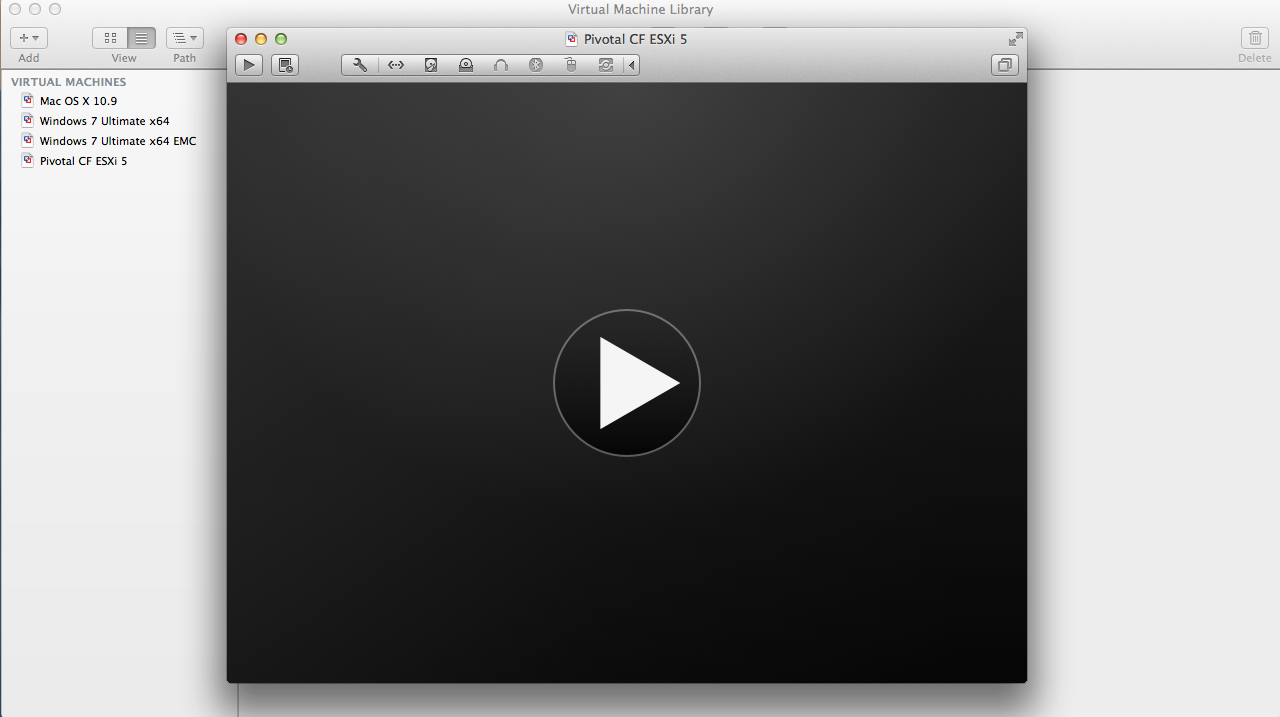 Virtual Machine Library
Add
View
Path
Delete
VIRTUAL MACHINES
Mac OS X 10.9
Windows 7 Ultimate x64
Windows 7 Ultimate x64 EMC
Pivotal CF ESXi 5
Pivotal CF ESXi 5